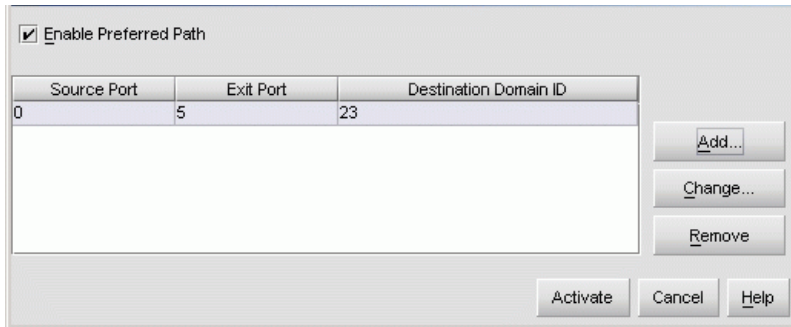 Enable Preferred Path
Source Port Exit Port Destination Domain ID
0 5 23
Add...
Change...
Remove
Activate Cancel Help